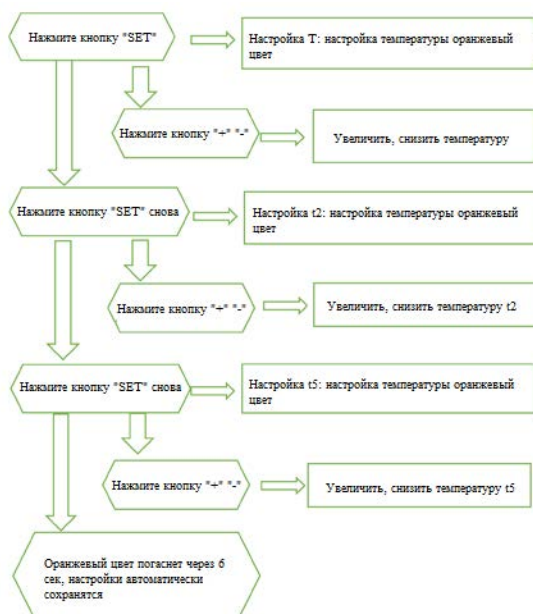 Нажмите кнопку "SET"
Настройка T: настройка температуры оранжевый
цвет
Нажмите кнопку "+" "-"
Увеличить, снизить температуру
Нажмите кнопку "SET" снова
Настройка t2: настройка температуры оранжевый
цвет
Нажмите кнопку "+" "-"
Увеличить, снизить температуру t2
Нажмите кнопку "SET" снова
Настройка t5: настройка температуры оранжевый
цвет
Нажмите кнопку "+" "-"
Увеличить, снизить температуру t5
Оранжевый цвет погаснет через 6
сек, настройки автоматически
сохранятся